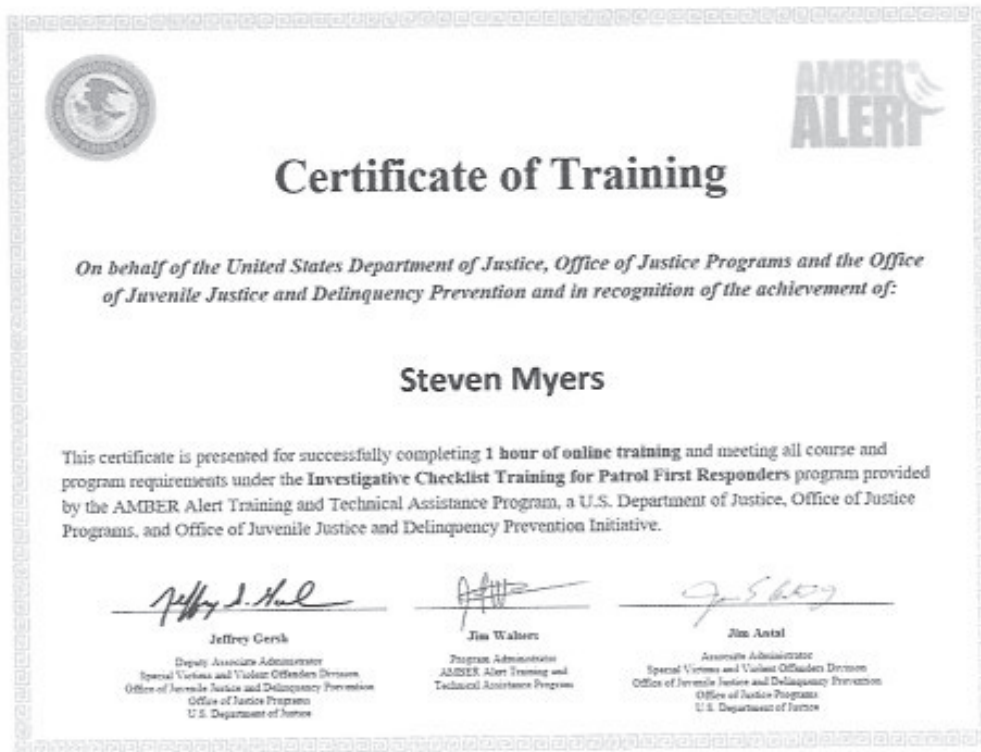 AMBER
ALERT
Certificate of Training
On behalf of the United States Department of Justice, Office of Justice Programs and the Office
of Juvenile Justice and Delinquency Prevention and in recognition of the achievement of:
Steven Myers
This certificate is presented for successfully completing 1 hour of online training and meeting all course and
program requirements under the Investigative Checklist Training for Patrol First Responders program provided
by the AMBER Alert Training and Technical Assistance Program, a U.S. Department of Justice, Office of Justice
Programs, and Office of Juvenile Justice and Delinquency Prevention Initiative.
Jeffrey Gersh
Deputy Associate Administrator
Special Victims and Violent Offenders Division
Office of Juvenile Justice and Delinquency Prevention
Office of Justice Programs
U.S. Department of Justice
Jim Walters
Program Administrator
AMBER Alert Training and
Technical Assistance Program
Jim Antal
Associate Administrator
Special Victims and Violent Offenders Division
Office of Juvenile Justice and Delinquency Prevention
Office of Justice Programs
U.S. Department of Justice